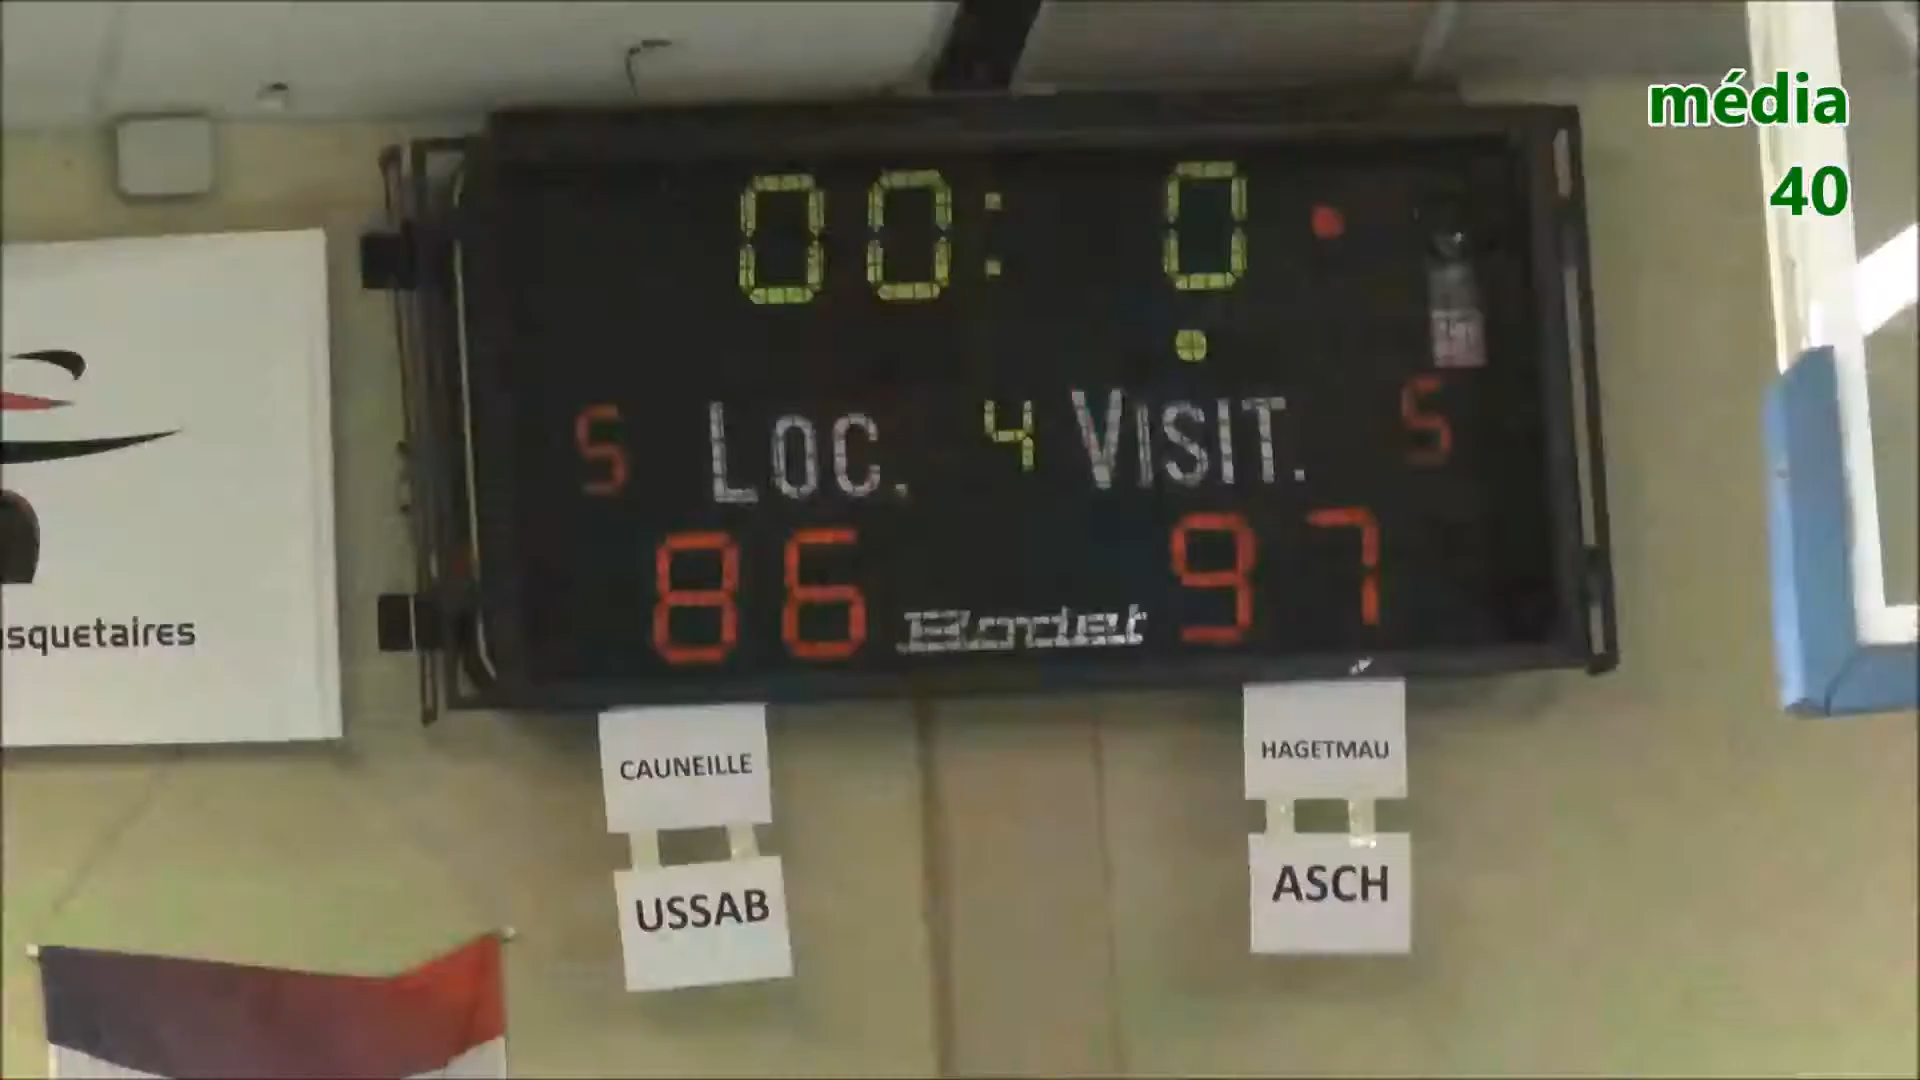 média
40
00: 0
5 LOC. 4 VISIT. 5
86 Bodet 97
squetaires
CAUNEILLE
HAGETMAU
USSAB
ASCH